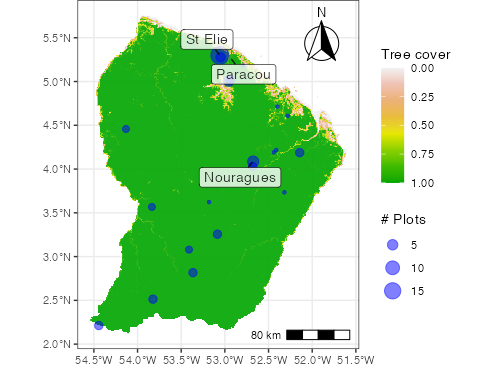 N
St Elie
Paracou
Nouragues
5.5°N
5.0°N
4.5°N
4.0°N
3.5°N
3.0°N
2.5°N
2.0°N
80 km
54.5°W
54.0°W
53.5°W
53.0°W
52.5°W
52.0°W
51.5°W
Tree cover
0.00
0.25
0.50
0.75
1.00
# Plots
5
10
15